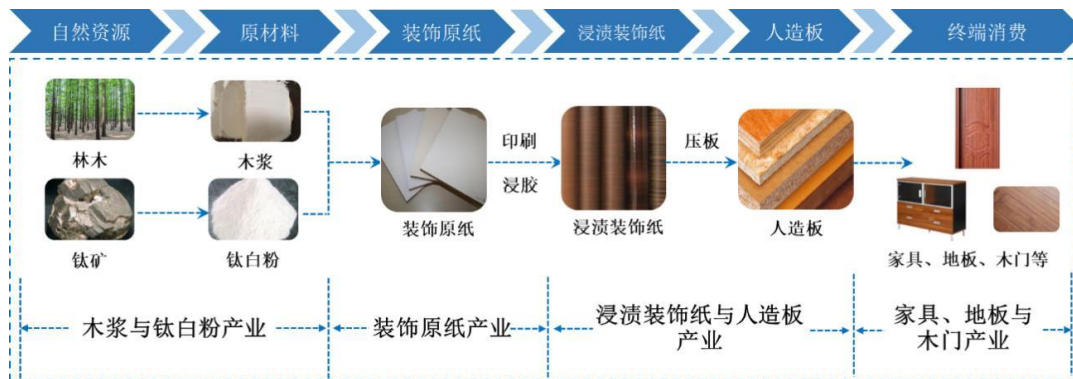 自然资源
原材料
装饰原纸
浸渍装饰纸
人造板
终端消费
林木
木浆
钛矿
钛白粉
装饰原纸
印刷
浸胶
浸渍装饰纸
压板
人造板
家具、地板、木门等
木浆与钛白粉产业
装饰原纸产业
浸渍装饰纸与人造板
产业
家具、地板与
木门产业